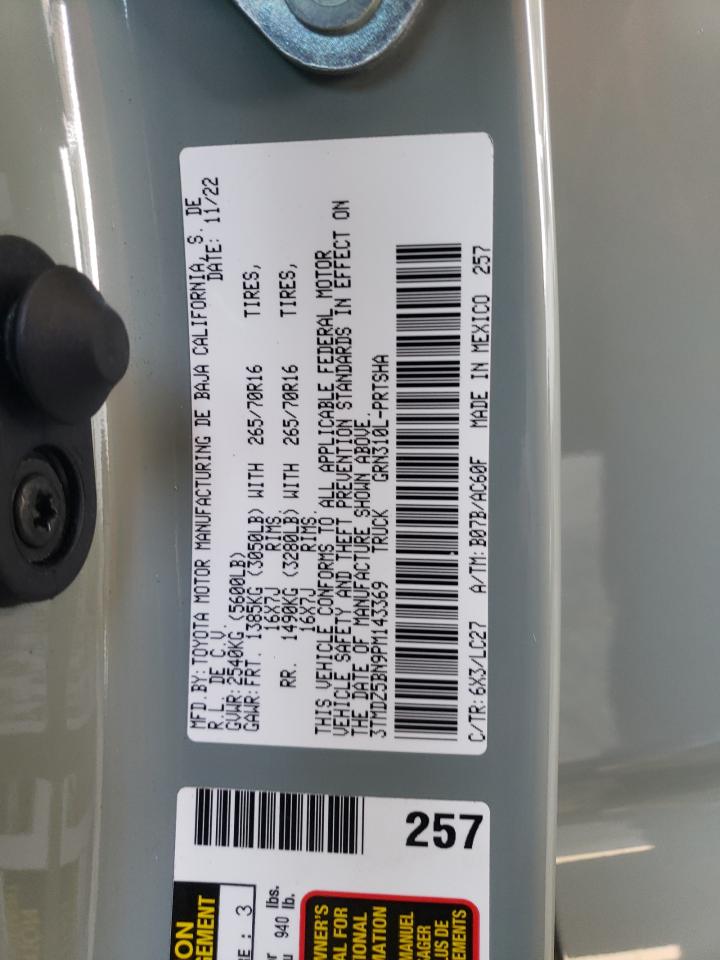 MFD.BY: TOYOTA MOTOR MANUFACTURING DE BAJA CALIFORNIA, S. DE
R.L. DE C.V. DATE: 11/22
GVWR: 2540KG (5600LB)
GAWR: FRT. 1385KG (3050LB) WITH 265/70R16 TIRES,
16X7J RIMS
RR. 1490KG (3280LB) WITH 265/70R16 TIRES,
16X7J RIMS.
THIS VEHICLE CONFORMS TO ALL APPLICABLE FEDERAL MOTOR
VEHICLE SAFETY AND THEFT PREVENTION STANDARDS IN EFFECT ON
THE DATE OF MANUFACTURE SHOWN ABOVE.
3TMDZ5BN9PM143369 TRUCK GRN310L-PRTSHA
C/TR: 6X3/LC27 A/TM: B07B/AC60F MADE IN MEXICO 257
257
: 3
940 lb.
lbs.
MANUEL